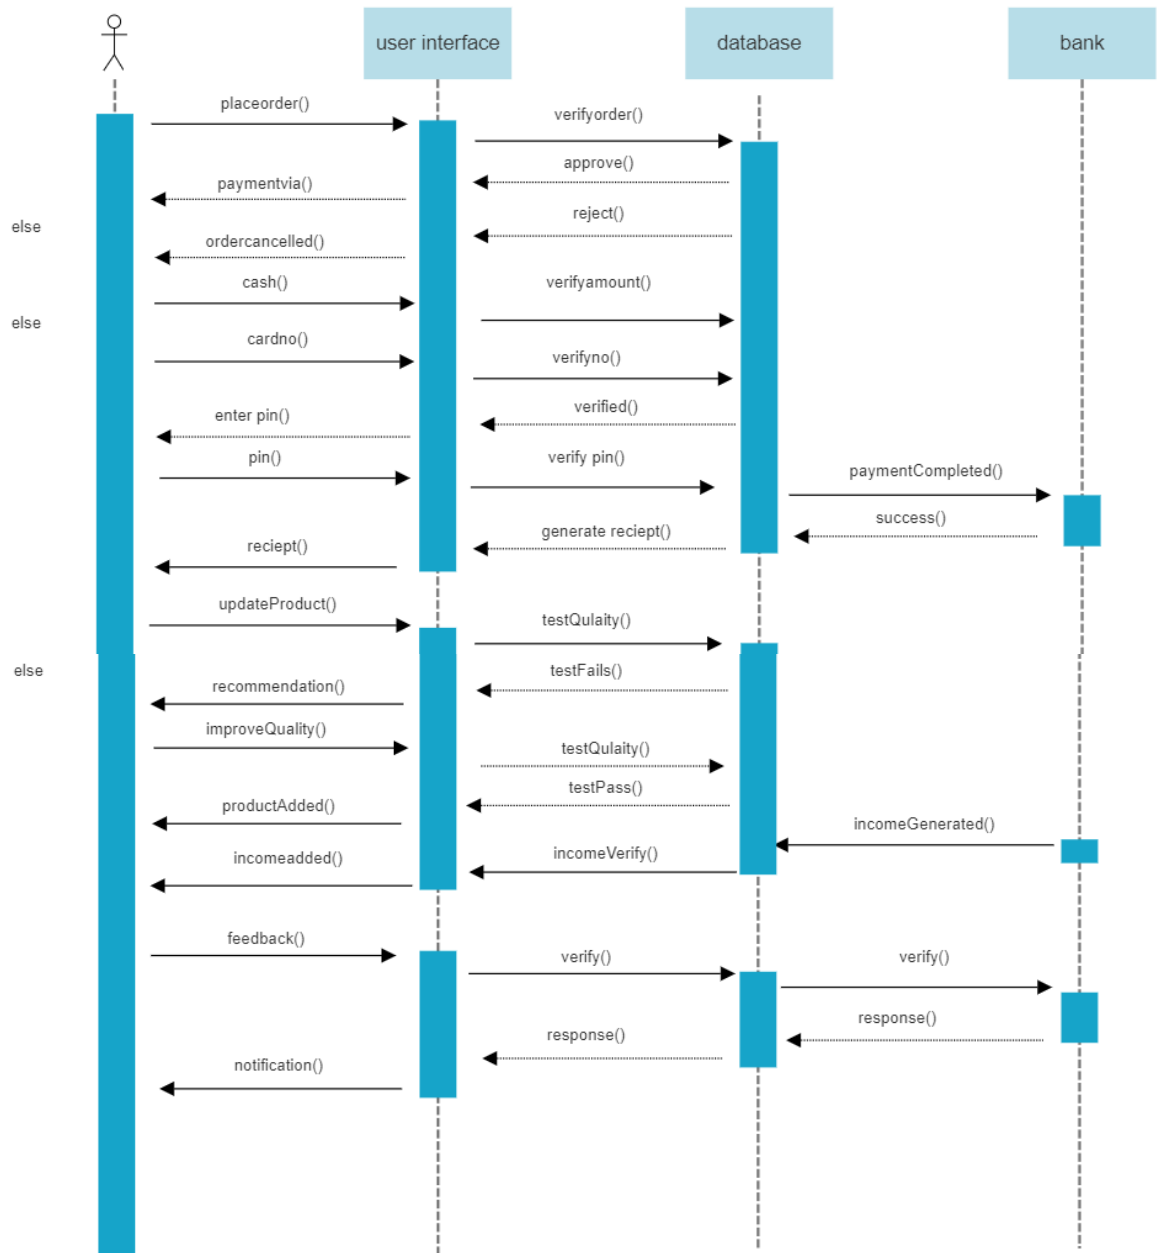 user interface
database
bank
placeorder()
verifyorder()
approve()
paymentvia()
reject()
else
ordercancelled()
cash()
verifyamount()
else
cardno()
verifyno()
verified()
enter pin()
pin()
verify pin()
paymentCompleted()
success()
generate reciept()
reciept()
updateProduct()
testQulaity()
else
testFails()
recommendation()
improveQuality()
testQulaity()
testPass()
productAdded()
incomeGenerated()
incomeVerify()
incomeadded()
feedback()
verify()
verify()
response()
response()
notification()